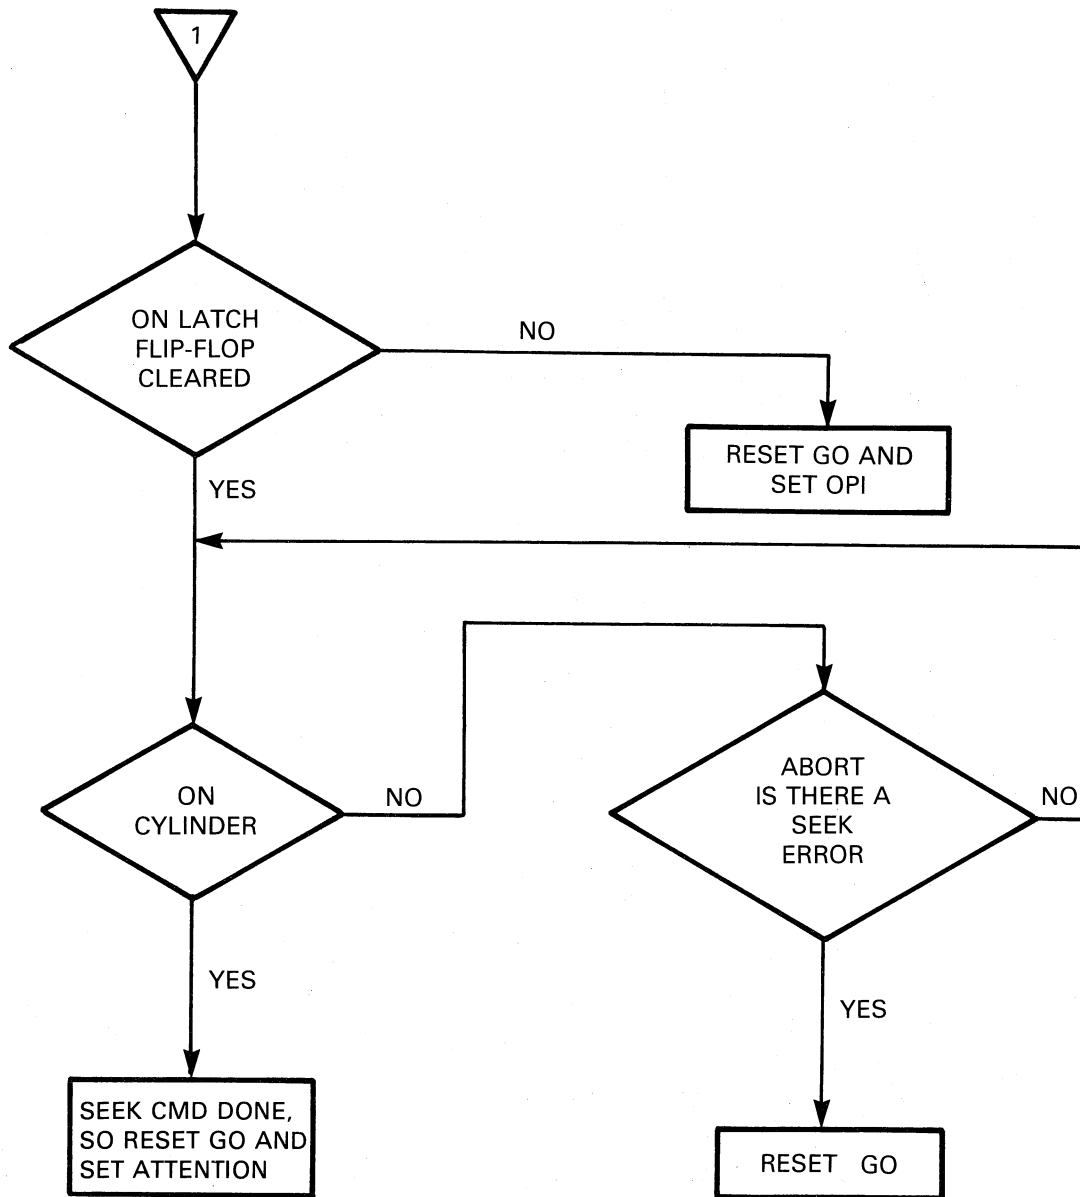 1
ON LATCH
FLIP-FLOP
CLEARED
NO
RESET GO AND
SET OPI
YES
ON
CYLINDER
NO
ABORT
IS THERE A
SEEK
ERROR
NO
YES
YES
SEEK CMD DONE,
SO RESET GO AND
SET ATTENTION
RESET GO